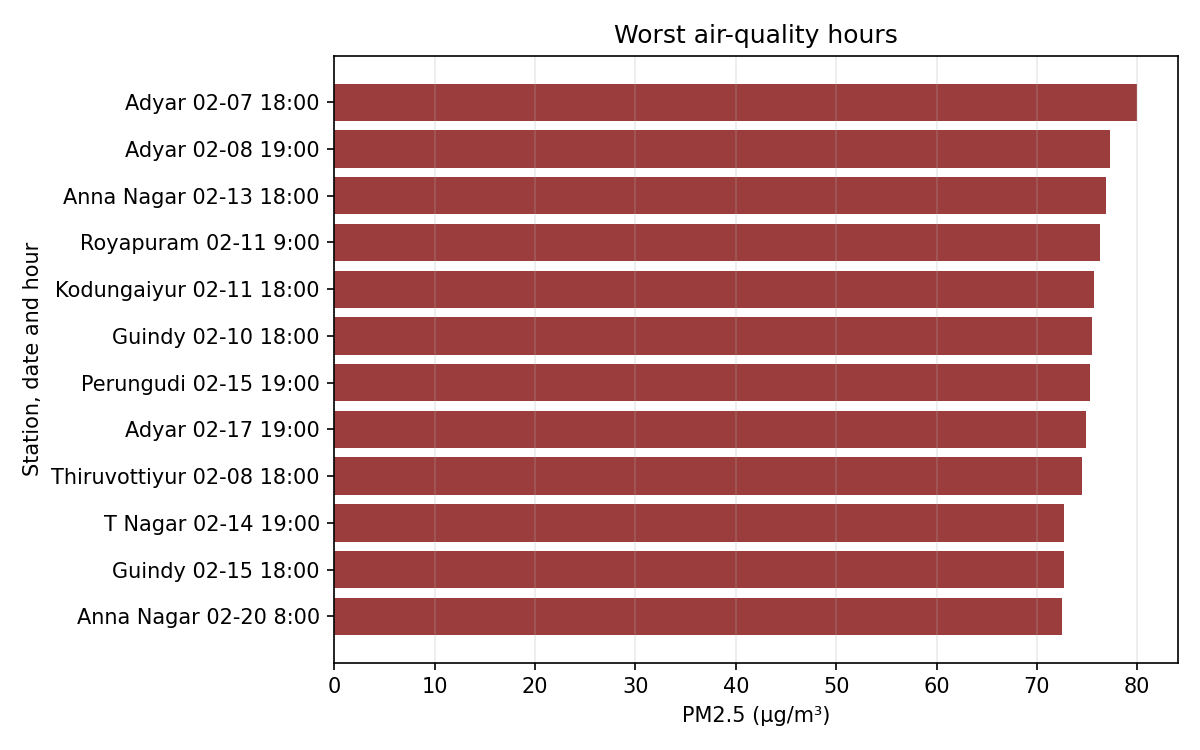 Worst air-quality hours
Station, date and hour
Adyar 02-07 18:00
Adyar 02-08 19:00
Anna Nagar 02-13 18:00
Royapuram 02-11 9:00
Kodungaiyur 02-11 18:00
Guindy 02-10 18:00
Perungudi 02-15 19:00
Adyar 02-17 19:00
Thiruvottiyur 02-08 18:00
T Nagar 02-14 19:00
Guindy 02-15 18:00
Anna Nagar 02-20 8:00
0 10 20 30 40 50 60 70 80
PM2.5 (µg/m³)